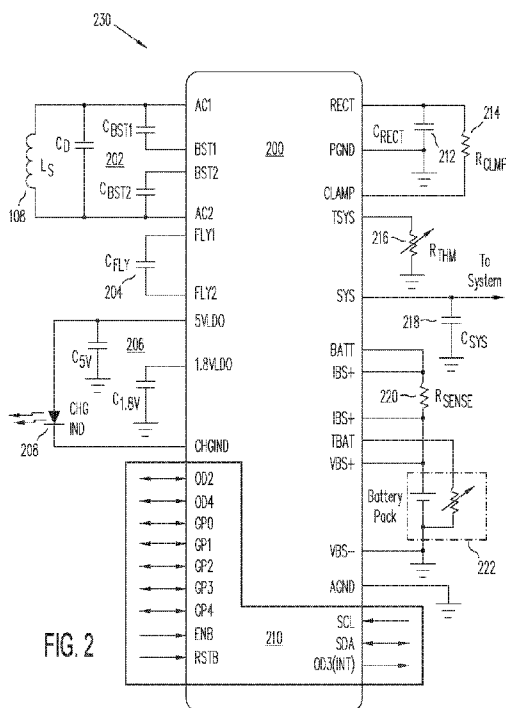 230
AC1
CBST1
CD
202
BST1
BST2
LS
CBST2
108
AC2
FLY1
CFLY
204
FLY2
5VLDO
206
C5V
1.8VLDO
C1.8V
CHG
IND
208
CHGIND
OD2
OD4
GP0
GP1
GP2
GP3
GP4
ENB
RSTB
FIG. 2
200
210
RECT
214
CRECT
212
PGND
RCLMP
CLAMP
TSYS
216
RTHM
To
System
SYS
218
CSYS
BATT
IBS+
220
RSENSE
IBS+
TBAT
VBS+
Battery
Pack
VBS-
222
AGND
SCL
SDA
OD3(INT)